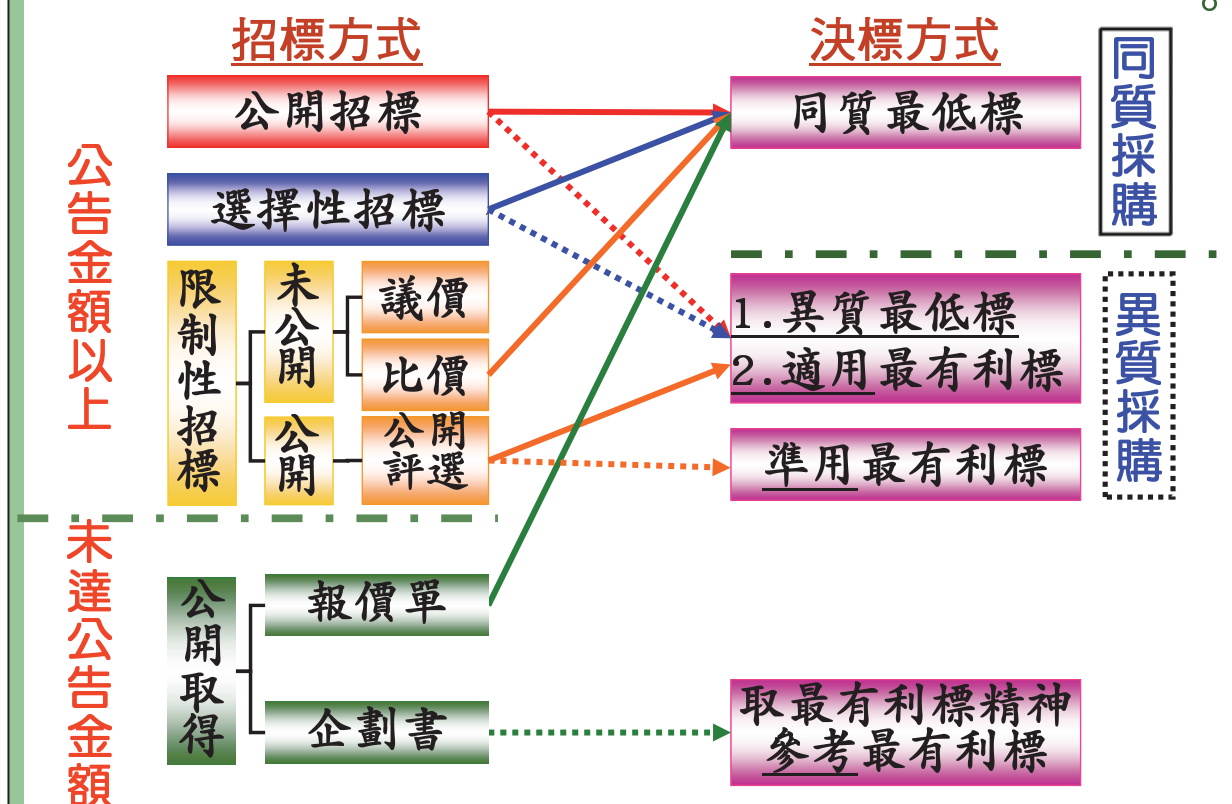 招標方式
決標方式
公告金額以上
公開招標
選擇性招標
限制性招標
未公開
議價
比價
公開
公開
評選
未達公告金額
公開取得
報價單
企劃書
同質最低標
同質採購
1.異質最低標
2.適用最有利標
準用最有利標
異質採購
取最有利標精神
參考最有利標